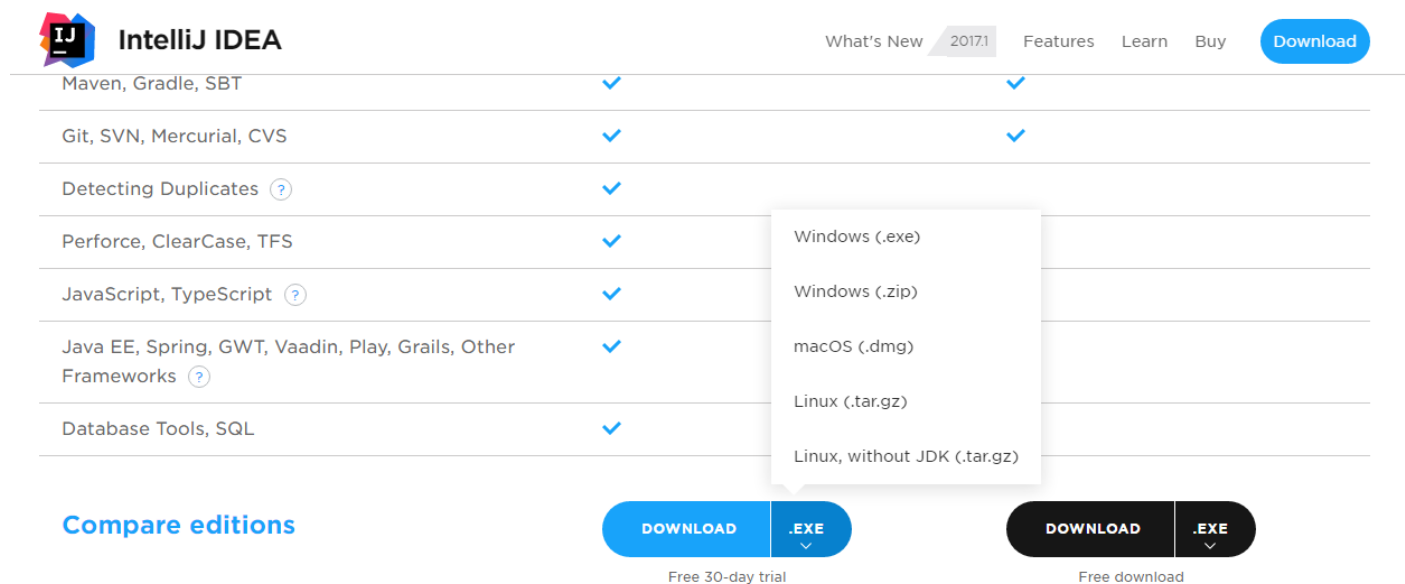 IJ
IntelliJ IDEA
What's New 2017.1 Features Learn Buy Download
Maven, Gradle, SBT
Git, SVN, Mercurial, CVS
Detecting Duplicates ?
Perforce, ClearCase, TFS
JavaScript, TypeScript ?
Java EE, Spring, GWT, Vaadin, Play, Grails, Other
Frameworks ?
Database Tools, SQL
Windows (.exe)
Windows (.zip)
macOS (.dmg)
Linux (.tar.gz)
Linux, without JDK (.tar.gz)
Compare editions
DOWNLOAD .EXE
Free 30-day trial
DOWNLOAD .EXE
Free download